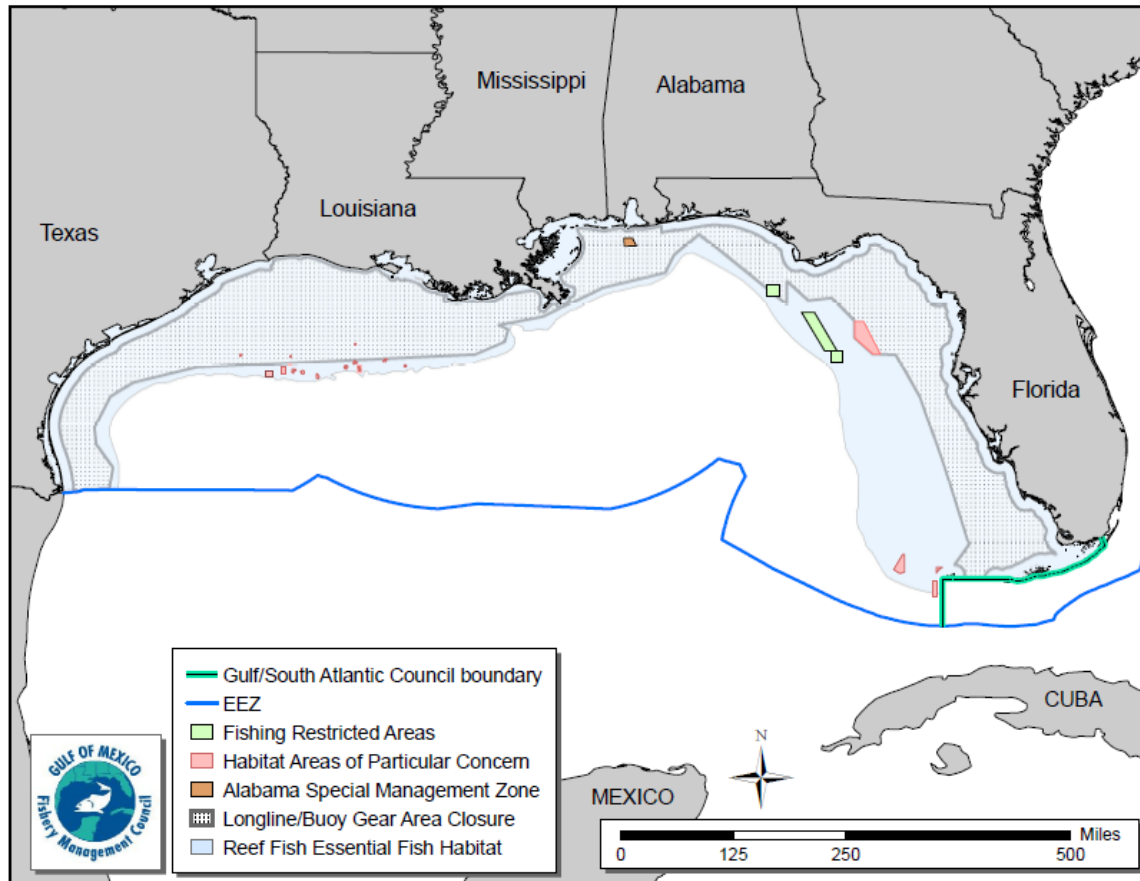 Mississippi
Alabama
Louisiana
Texas
Florida
Gulf/South Atlantic Council boundary
EEZ
Fishing Restricted Areas
Habitat Areas of Particular Concern
Alabama Special Management Zone
Longline/Buoy Gear Area Closure
Reef Fish Essential Fish Habitat
GULF OF MEXICO
Fishery Management Council
N
CUBA
MEXICO
Miles
0 125 250 500